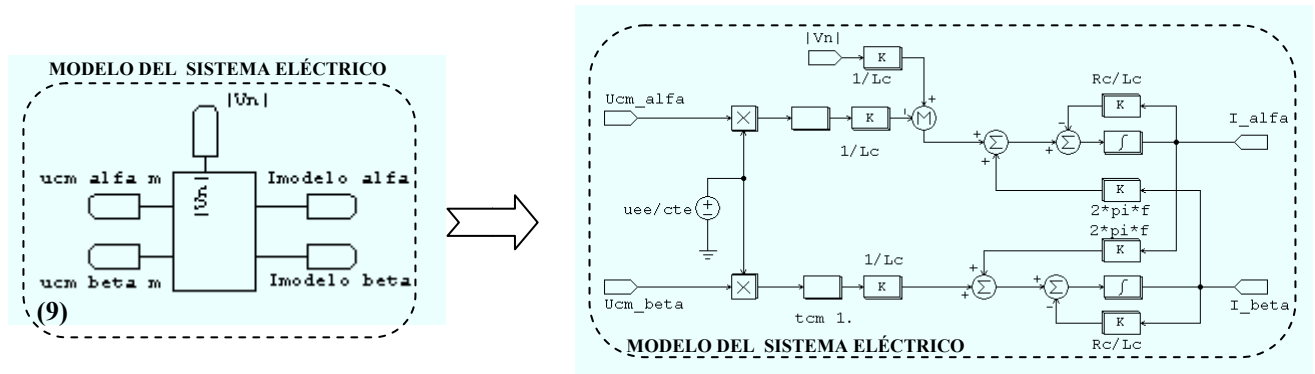 MODELO DEL SISTEMA ELÉCTRICO
|Vn|
ucm alfa m
Imodelo alfa
ucm beta m
Imodelo beta
(9)
|Vn|
K
1/Lc
Ucm_alfa
K
1/Lc
M
Rc/Lc
K
I_alfa
Σ
Σ
∫
K
2*pi*f
uee/cte
2*pi*f
K
1/Lc
Ucm_beta
K
tcm 1.
Σ
Σ
∫
I_beta
K
Rc/Lc
MODELO DEL SISTEMA ELÉCTRICO